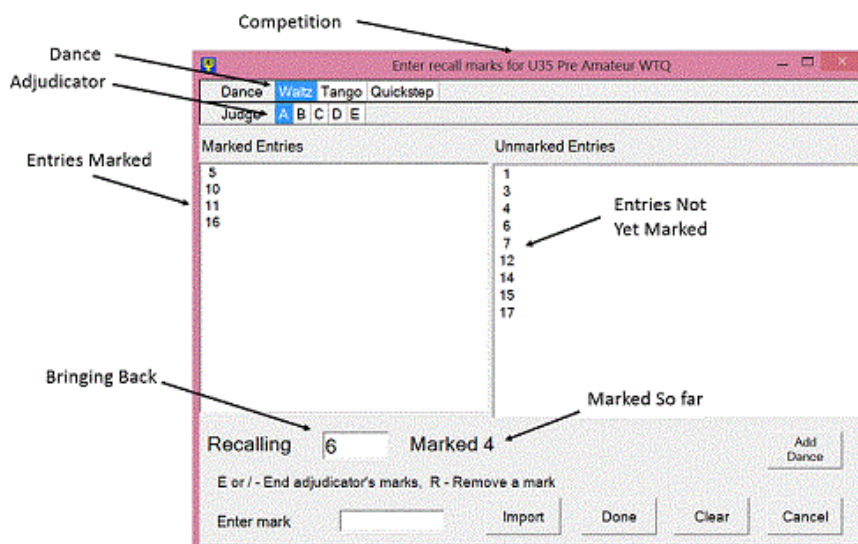 Competition
Dance
Adjudicator
Enter recall marks for U35 Pre Amateur WTQ
Dance Waltz Tango Quickstep
Judge A B C D E
Marked Entries
Unmarked Entries
Entries Marked
5
10
11
16
1
3
4
6
7
12
14
15
17
Entries Not
Yet Marked
Bringing Back
Marked So far
Recalling 6 Marked 4
Add
Dance
E or / - End adjudicator's marks, R - Remove a mark
Enter mark
Import Done Clear Cancel